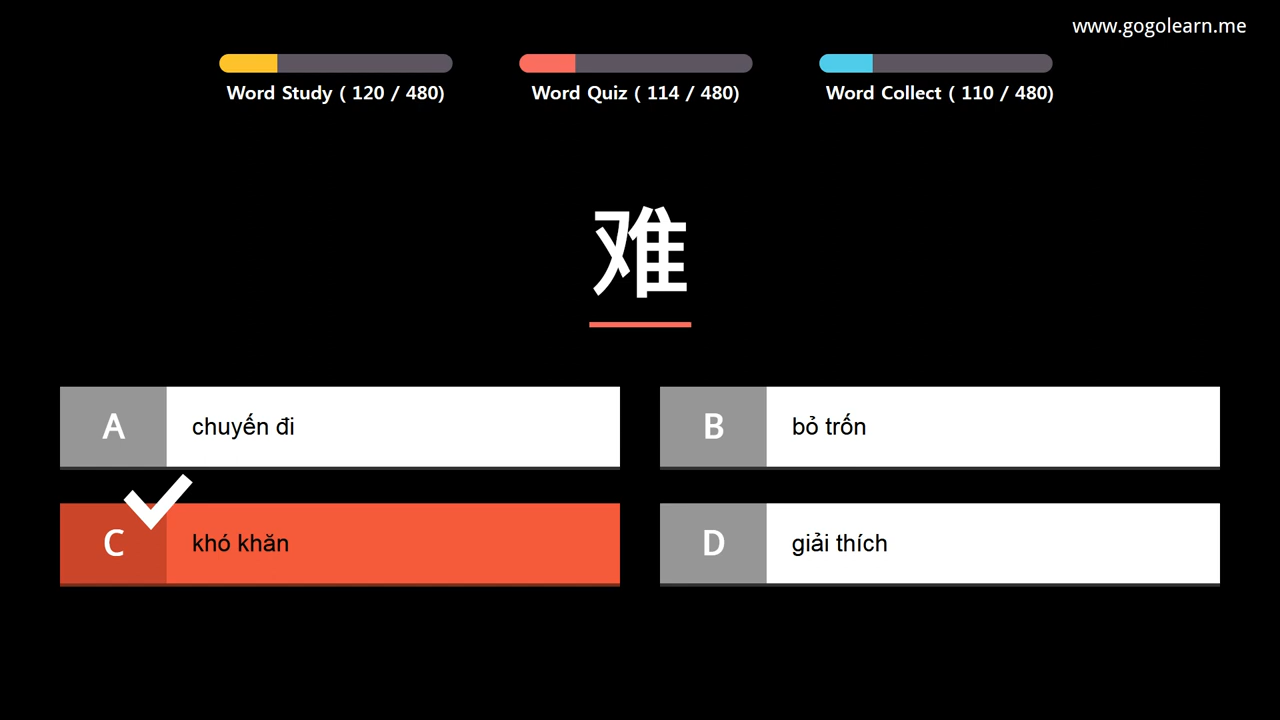 www.gogolearn.me
Word Study ( 120 / 480)
Word Quiz ( 114 / 480)
Word Collect ( 110 / 480)
难
A chuyến đi
B bỏ trốn
C khó khăn
D giải thích